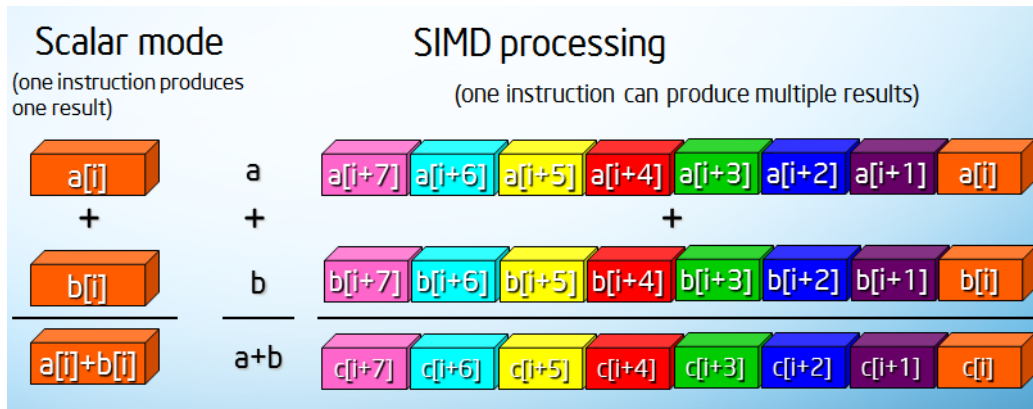 Scalar mode
(one instruction produces
one result)
SIMD processing
(one instruction can produce multiple results)
a[i] a a[i+7] a[i+6] a[i+5] a[i+4] a[i+3] a[i+2] a[i+1] a[i]
+ + +
b[i] b b[i+7] b[i+6] b[i+5] b[i+4] b[i+3] b[i+2] b[i+1] b[i]
a[i]+b[i] a+b c[i+7] c[i+6] c[i+5] c[i+4] c[i+3] c[i+2] c[i+1] c[i]